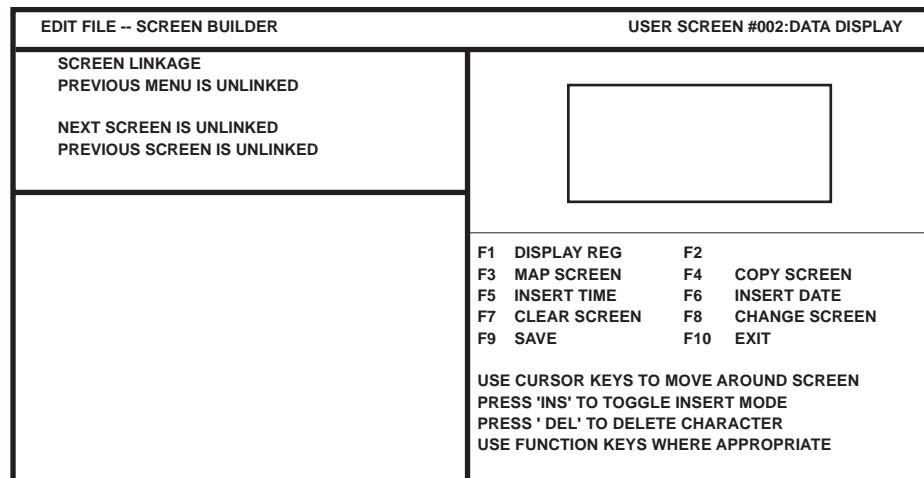 EDIT FILE -- SCREEN BUILDER USER SCREEN #002:DATA DISPLAY
SCREEN LINKAGE
PREVIOUS MENU IS UNLINKED
NEXT SCREEN IS UNLINKED
PREVIOUS SCREEN IS UNLINKED
F1 DISPLAY REG F2
F3 MAP SCREEN F4 COPY SCREEN
F5 INSERT TIME F6 INSERT DATE
F7 CLEAR SCREEN F8 CHANGE SCREEN
F9 SAVE F10 EXIT
USE CURSOR KEYS TO MOVE AROUND SCREEN
PRESS 'INS' TO TOGGLE INSERT MODE
PRESS ' DEL' TO DELETE CHARACTER
USE FUNCTION KEYS WHERE APPROPRIATE